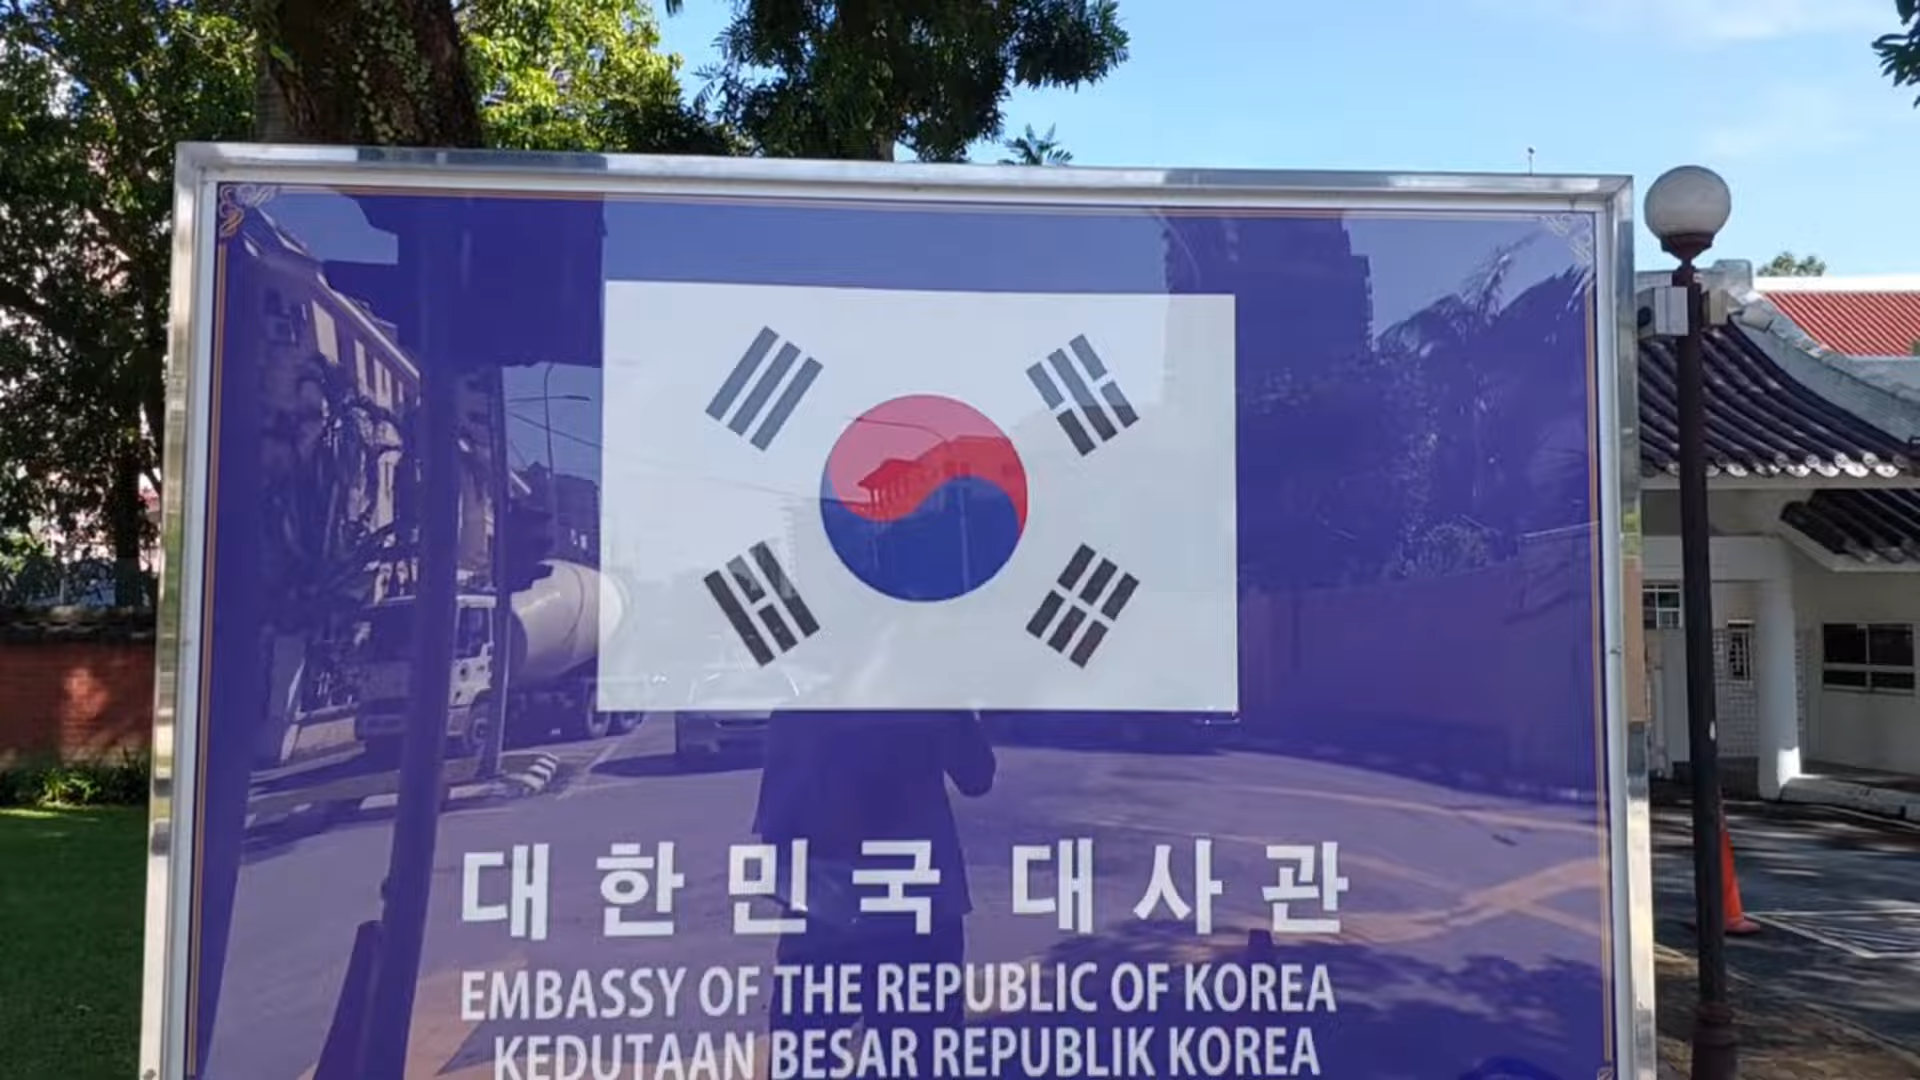 대한민국 대사관
EMBASSY OF THE REPUBLIC OF KOREA
KEDUTAAN BESAR REPUBLIK KOREA